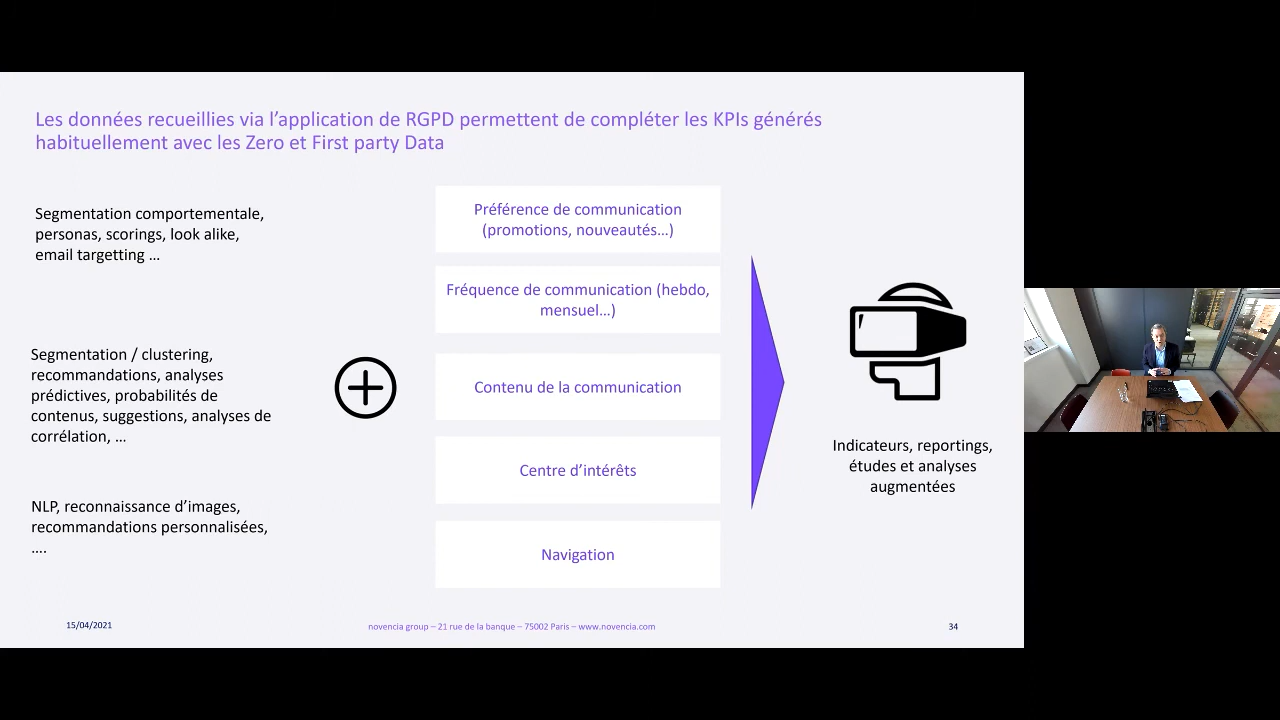 Les données recueillies via l’application de RGPD permettent de compléter les KPIs générés
habituellement avec les Zero et First party Data
Segmentation comportementale,
personas, scorings, look alike,
email targetting ...
Segmentation / clustering,
recommandations, analyses
prédictives, probabilités de
contenus, suggestions, analyses de
corrélation, ...
NLP, reconnaissance d’images,
recommandations personnalisées,
....
Préférence de communication
(promotions, nouveautés...)
Fréquence de communication (hebdo,
mensuel...)
Contenu de la communication
Centre d’intérêts
Navigation
Indicateurs, reportings,
études et analyses
augmentées
15/04/2021
novencia group – 21 rue de la banque – 75002 Paris – www.novencia.com
34